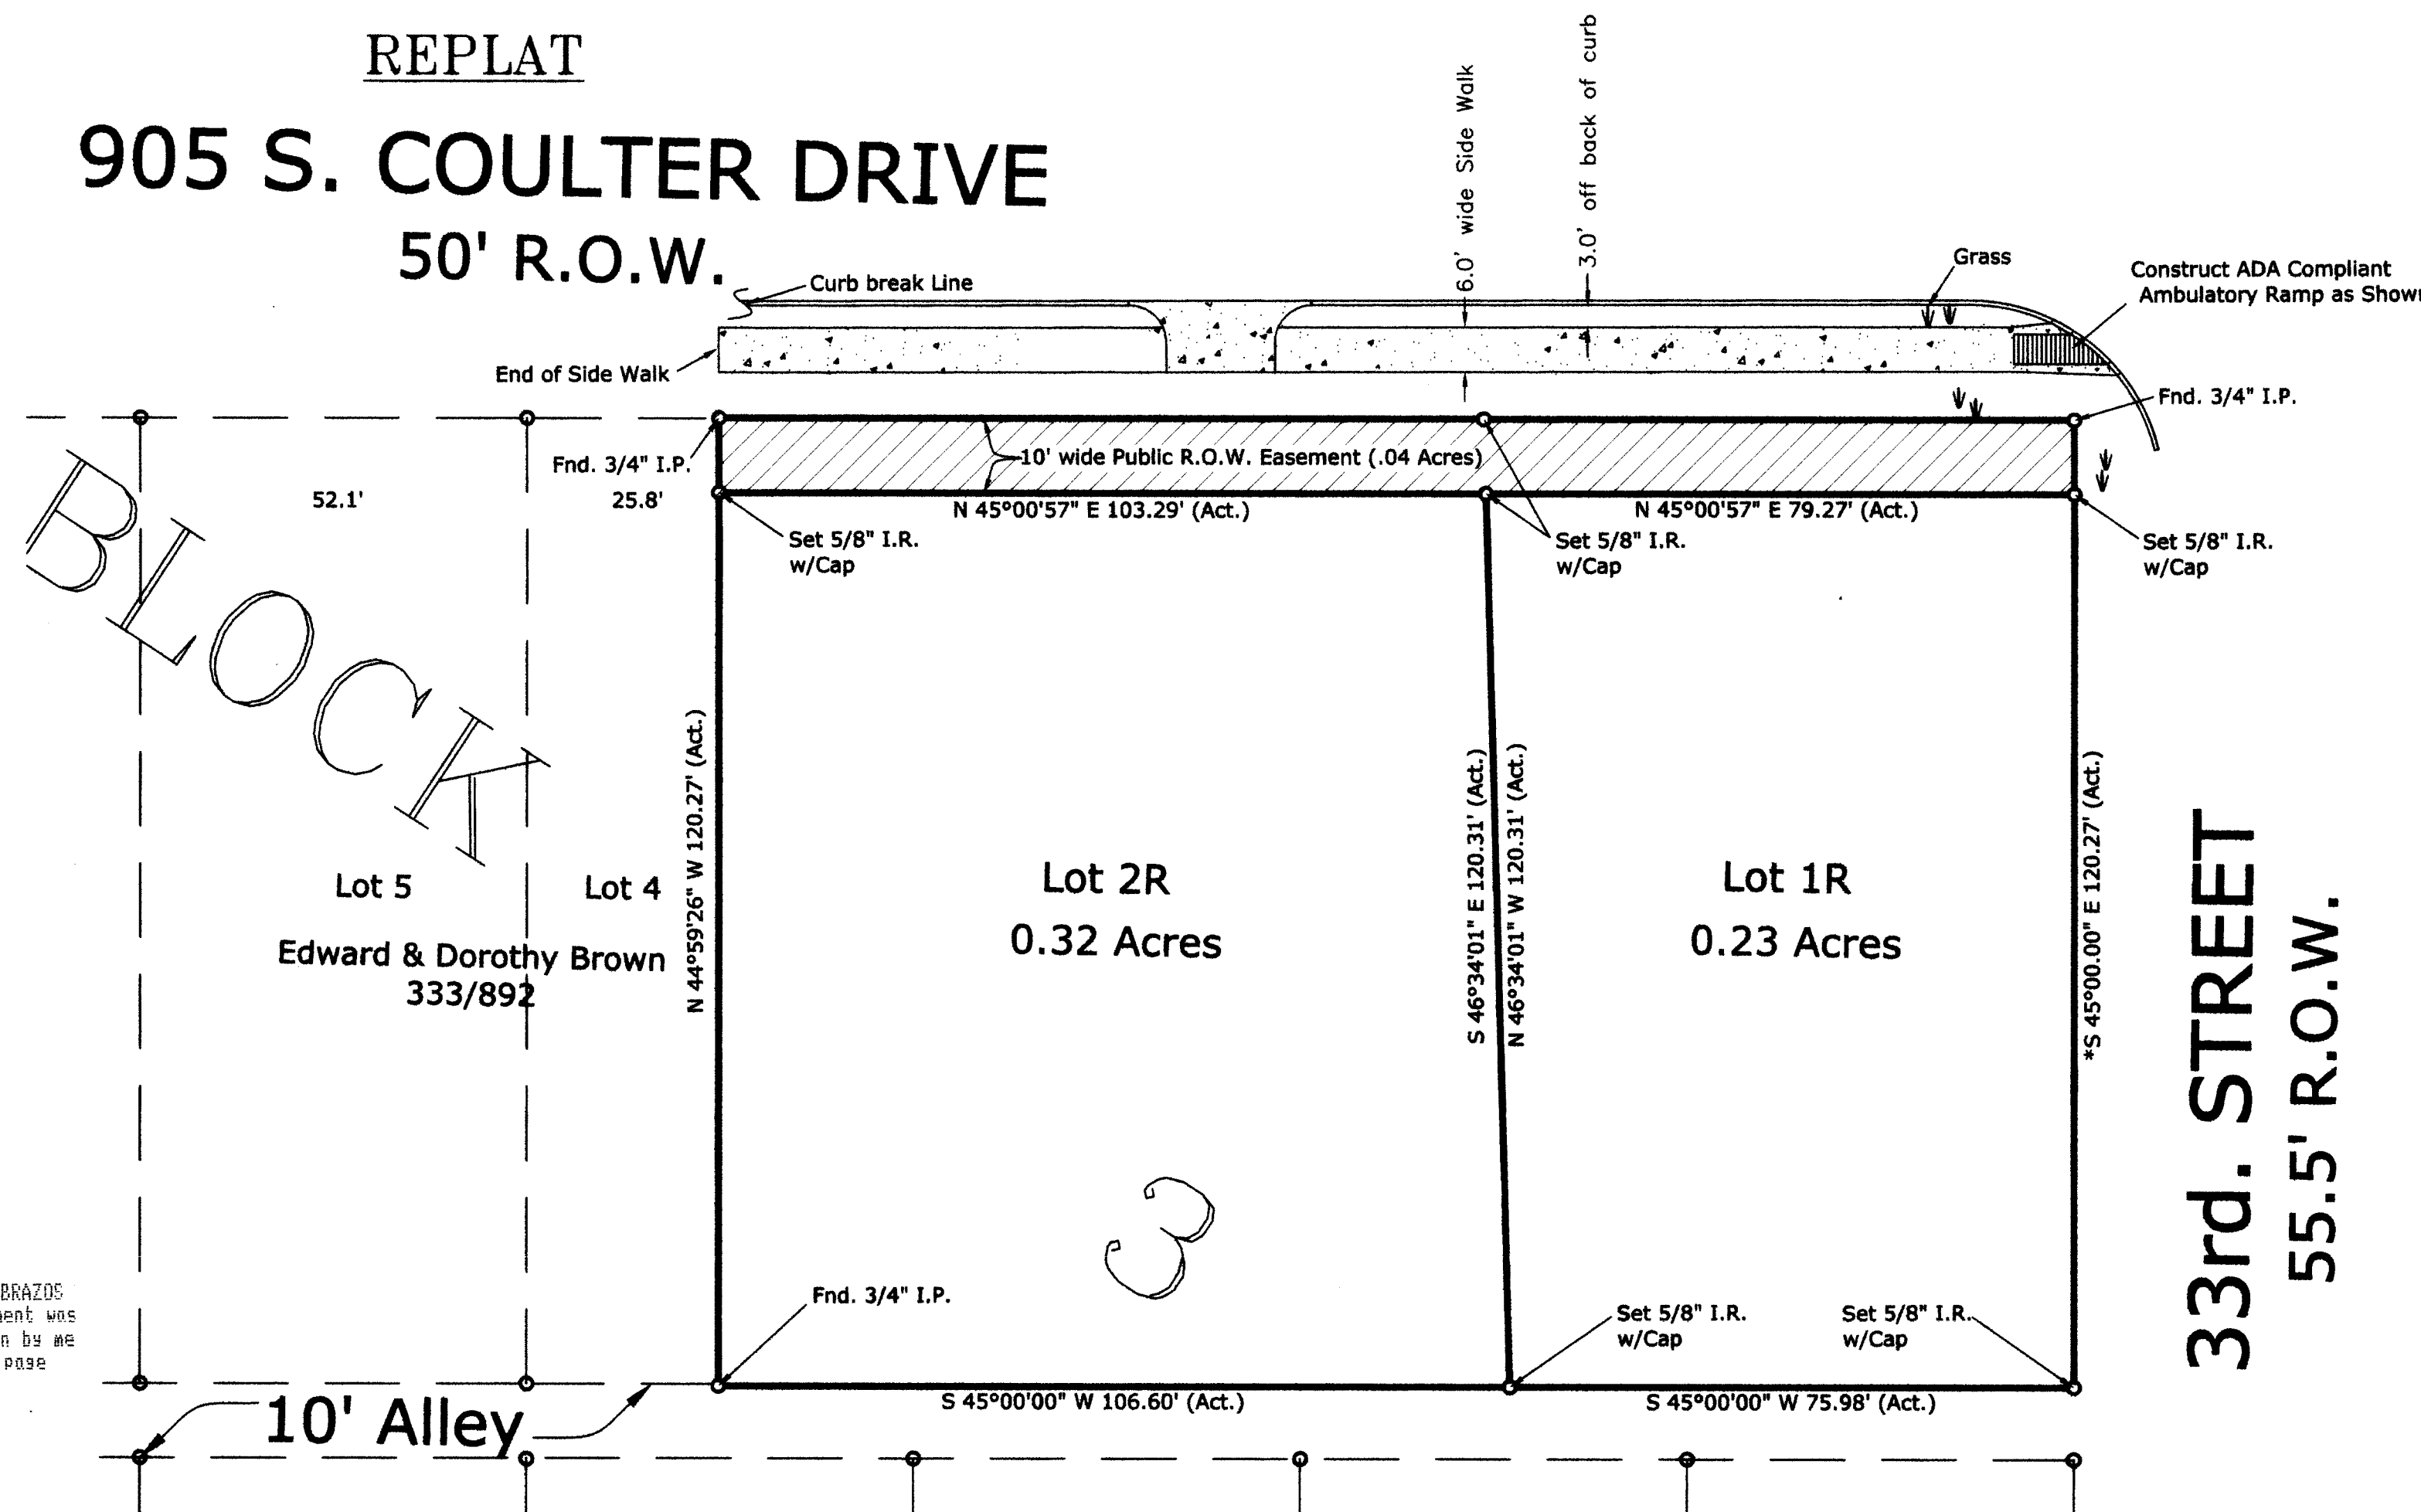 REPLAT
905 S. COULTER DRIVE
50' R.O.W.
6.0' wide Side Walk
3.0' off back of curb
Curb break Line
Grass
Construct ADA Compliant
Ambulatory Ramp as Shown
End of Side Walk
Fnd. 3/4" I.P.
Fnd. 3/4" I.P.
10' wide Public R.O.W. Easement (.04 Acres)
52.1'
25.8'
N 45°00'57" E 103.29' (Act.)
N 45°00'57" E 79.27' (Act.)
Set 5/8" I.R.
w/Cap
Set 5/8" I.R.
w/Cap
Set 5/8" I.R.
w/Cap
BLOCK
3
N 44°59'26" W 120.27' (Act.)
S 46°34'01" E 120.31' (Act.)
N 46°34'01" W 120.31' (Act.)
*S 45°00.00" E 120.27' (Act.)
Lot 5
Lot 4
Edward & Dorothy Brown
333/892
Lot 2R
0.32 Acres
Lot 1R
0.23 Acres
33rd. STREET
55.5' R.O.W.
BRAZOS
was
by me
page
Fnd. 3/4" I.P.
Set 5/8" I.R.
w/Cap
Set 5/8" I.R.
w/Cap
10' Alley
S 45°00'00" W 106.60' (Act.)
S 45°00'00" W 75.98' (Act.)